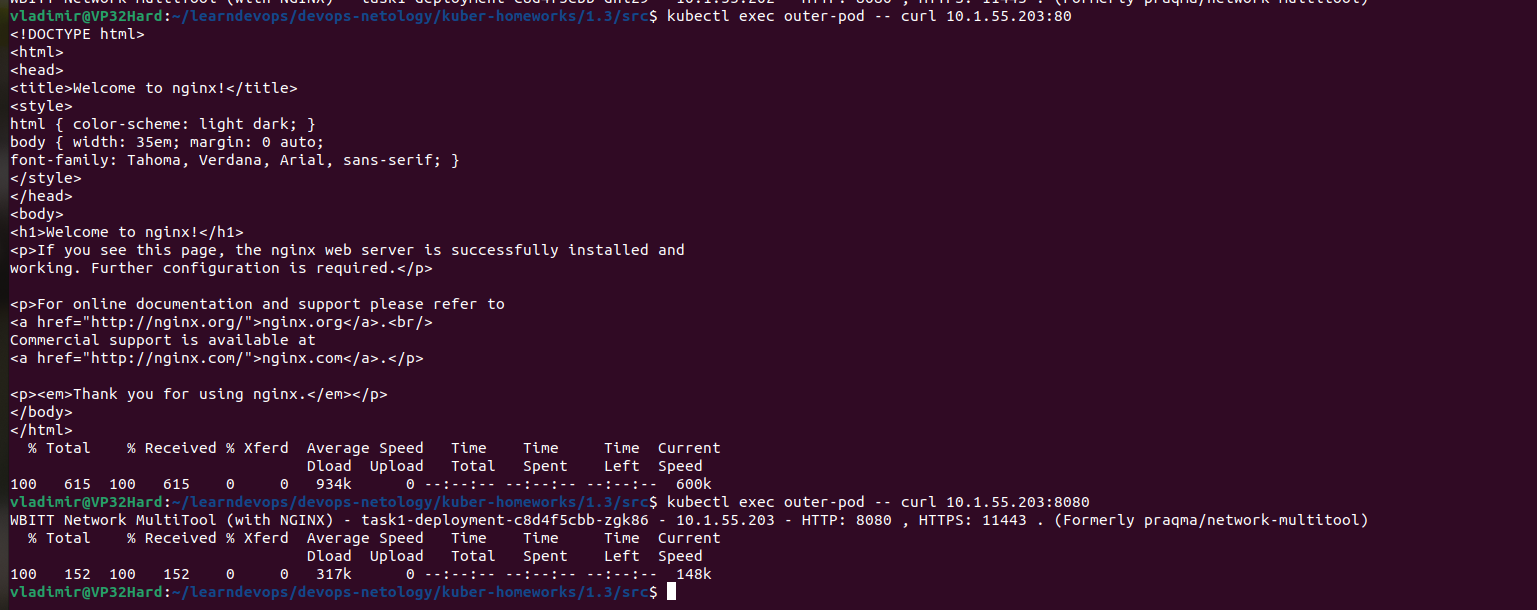 WBITT Network MultiTool (with NGINX) - task1-deployment-c8d4f5cbb- - 10.1.55.202 - HTTP: 8080 , HTTPS: 11443 . (Formerly praqma/network-multitool)
vladimir@VP32Hard:~/learndevops/devops-netology/kuber-homeworks/1.3/src$ kubectl exec outer-pod -- curl 10.1.55.203:80
<!DOCTYPE html>
<html>
<head>
<title>Welcome to nginx!</title>
<style>
html { color-scheme: light dark; }
body { width: 35em; margin: 0 auto;
font-family: Tahoma, Verdana, Arial, sans-serif; }
</style>
</head>
<body>
<h1>Welcome to nginx!</h1>
<p>If you see this page, the nginx web server is successfully installed and
working. Further configuration is required.</p>
<p>For online documentation and support please refer to
<a href="http://nginx.org/">nginx.org</a>.<br/>
Commercial support is available at
<a href="http://nginx.com/">nginx.com</a>.</p>
<p><em>Thank you for using nginx.</em></p>
</body>
</html>
  % Total    % Received % Xferd  Average Speed   Time    Time     Time  Current
                                 Dload  Upload   Total   Spent    Left  Speed
100   615  100   615    0     0   934k      0 --:--:-- --:--:-- --:--:--  600k
vladimir@VP32Hard:~/learndevops/devops-netology/kuber-homeworks/1.3/src$ kubectl exec outer-pod -- curl 10.1.55.203:8080
WBITT Network MultiTool (with NGINX) - task1-deployment-c8d4f5cbb-zgk86 - 10.1.55.203 - HTTP: 8080 , HTTPS: 11443 . (Formerly praqma/network-multitool)
  % Total    % Received % Xferd  Average Speed   Time    Time     Time  Current
                                 Dload  Upload   Total   Spent    Left  Speed
100   152  100   152    0     0   317k      0 --:--:-- --:--:-- --:--:--  148k
vladimir@VP32Hard:~/learndevops/devops-netology/kuber-homeworks/1.3/src$